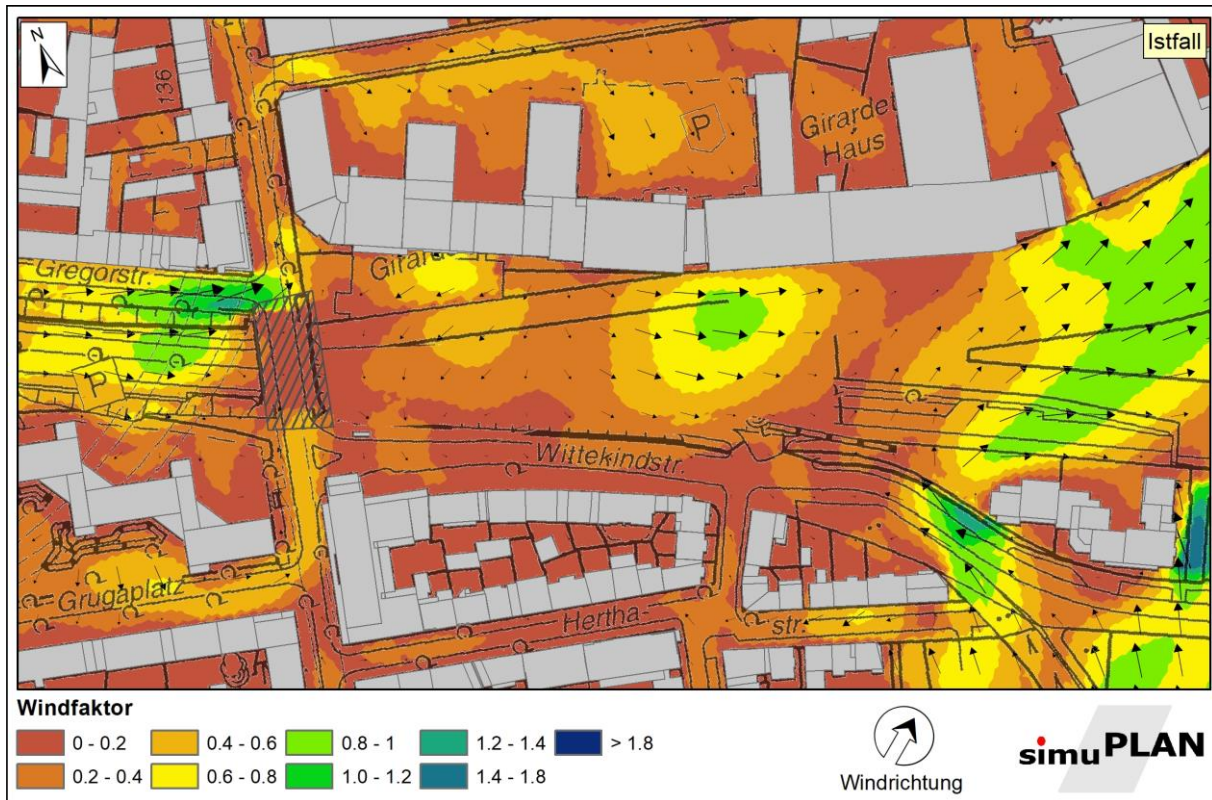 N
Istfall
136
P
Girardet
Haus
Gregorstr.
Girarde
P
Wittekindstr.
Grugaplatz
Hertha-
str.
Windfaktor
0 - 0.2
0.4 - 0.6
0.8 - 1
1.2 - 1.4
> 1.8
0.2 - 0.4
0.6 - 0.8
1.0 - 1.2
1.4 - 1.8
Windrichtung
simuPLAN